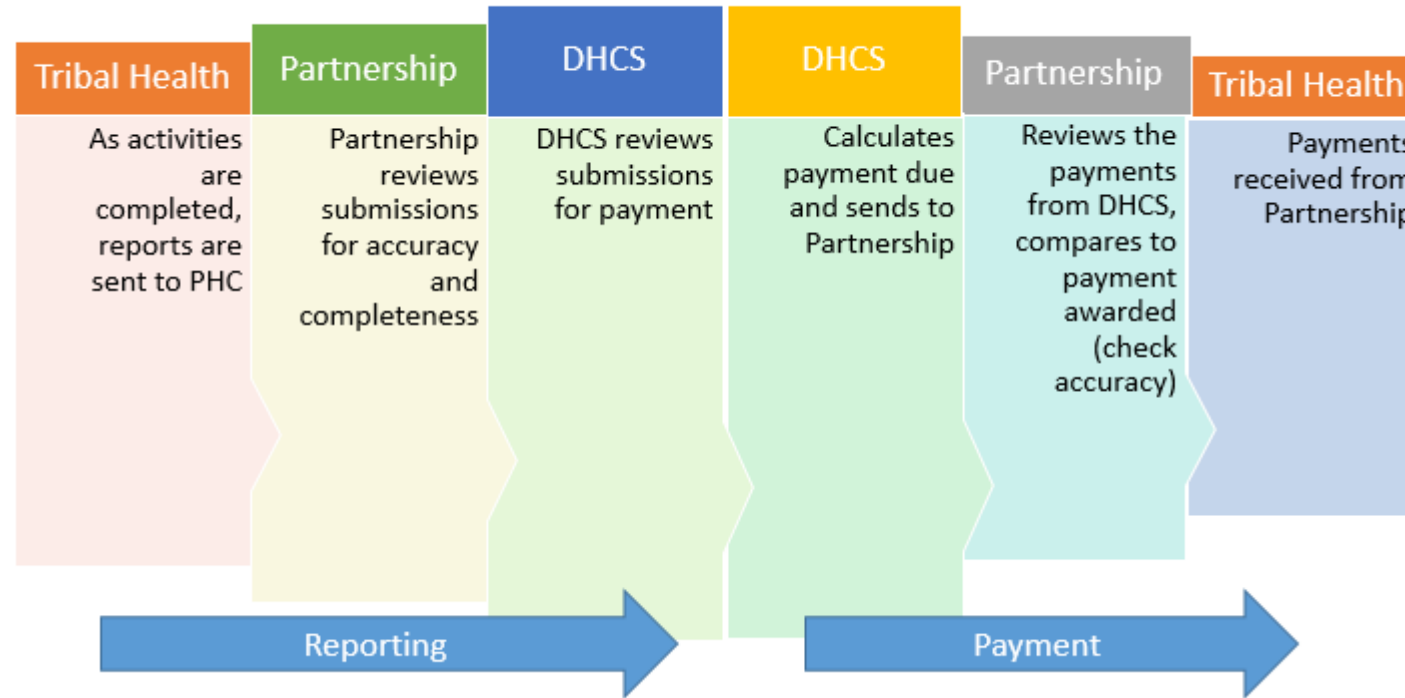 Tribal Health
As activities
are
completed,
reports are
sent to PHC
Partnership
Partnership
reviews
submissions
for accuracy
and
completeness
DHCS
DHCS reviews
submissions
for payment
DHCS
Calculates
payment due
and sends to
Partnership
Partnership
Reviews the
payments
from DHCS,
compares to
payment
awarded
(check
accuracy)
Tribal Health
Payments
received from
Partnership
Reporting
Payment